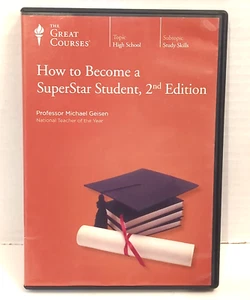 THE
GREAT
COURSES®
Topic
High School
Subtopic
Study Skills
How to Become a
SuperStar Student, 2nd Edition
Professor Michael Geisen
National Teacher of the Year